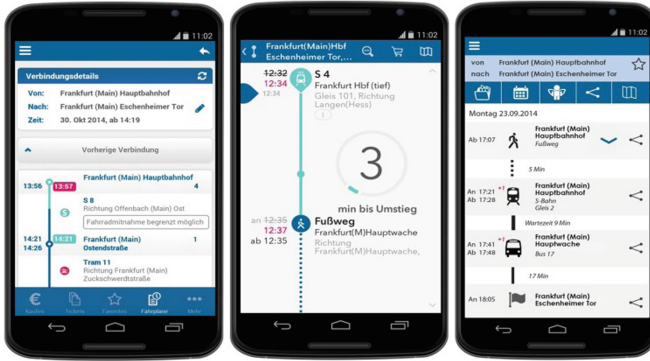 11:02
Verbindungsdetails
Von: Frankfurt (Main) Hauptbahnhof
Nach: Frankfurt (Main) Eschenheimer Tor
Zeit: 30. Okt 2014, ab 14:19
Vorherige Verbindung
13:56 13:57 Frankfurt (Main) Hauptbahnhof 4
S 8
Richtung Offenbach (Main) Ost
Fahrradmitnahme begrenzt möglich
14:21 14:21 Frankfurt (Main) 1
14:26 Ostendstraße
Tram 11
Richtung Frankfurt (Main)
Zuckschwerdtstraße
Kaufen Tickets Favoriten Fahrpläne Mehr
11:02
Frankfurt(Main)Hbf
Eschenheimer Tor,...
12:32 S 4
12:34 Frankfurt Hbf (tief)
12:34 Gleis 101, Richtung
Langen(Hess)
3
min bis Umstieg
an 12:35 Fußweg
12:37 Frankfurt(M)Hauptwache
ab 12:35 Richtung
Frankfurt(M)Hauptwache,
11:02
von Frankfurt (Main) Hauptbahnhof
nach Frankfurt (Main) Eschenheimer Tor
Montag 23.09.2014
Ab 17:07 Frankfurt (Main)
Hauptbahnhof
Fußweg
5 Min
An 17:21 +3 Frankfurt (Main)
Ab 17:28 Hauptbahnhof
S-Bahn
Gleis 2
Wartezeit 9 Min
An 17:41 +3 Frankfurt (Main)
Ab 17:48 Hauptwache
Bus 17
17 Min
An 18:05 Frankfurt (Main)
Eschenheimer Tor